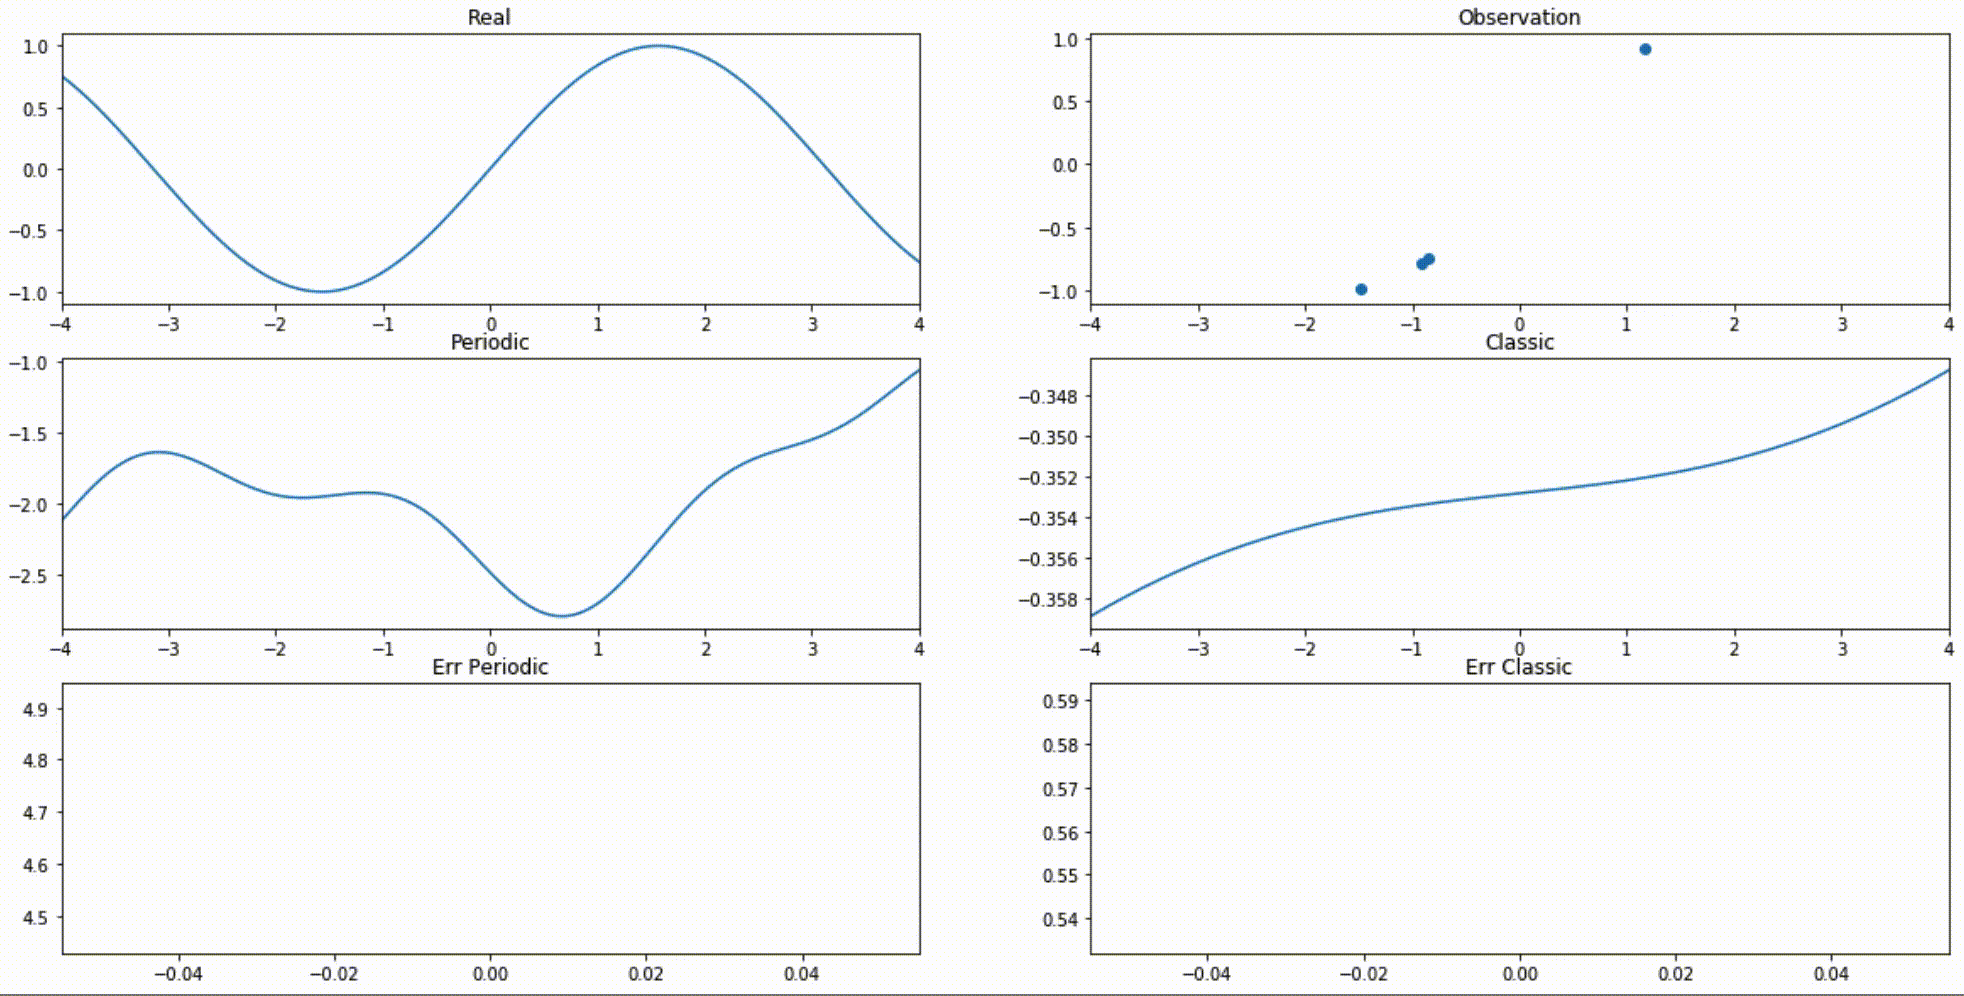 Real
Observation
1.0
0.5
0.0
−0.5
−1.0
−4 −3 −2 −1 0 1 2 3 4
1.0
0.5
0.0
−0.5
−1.0
−4 −3 −2 −1 0 1 2 3 4
Periodic
Classic
−1.0
−1.5
−2.0
−2.5
−4 −3 −2 −1 0 1 2 3 4
−0.348
−0.350
−0.352
−0.354
−0.356
−0.358
−4 −3 −2 −1 0 1 2 3 4
Err Periodic
Err Classic
4.9
4.8
4.7
4.6
4.5
−0.04 −0.02 0.00 0.02 0.04
0.59
0.58
0.57
0.56
0.55
0.54
−0.04 −0.02 0.00 0.02 0.04